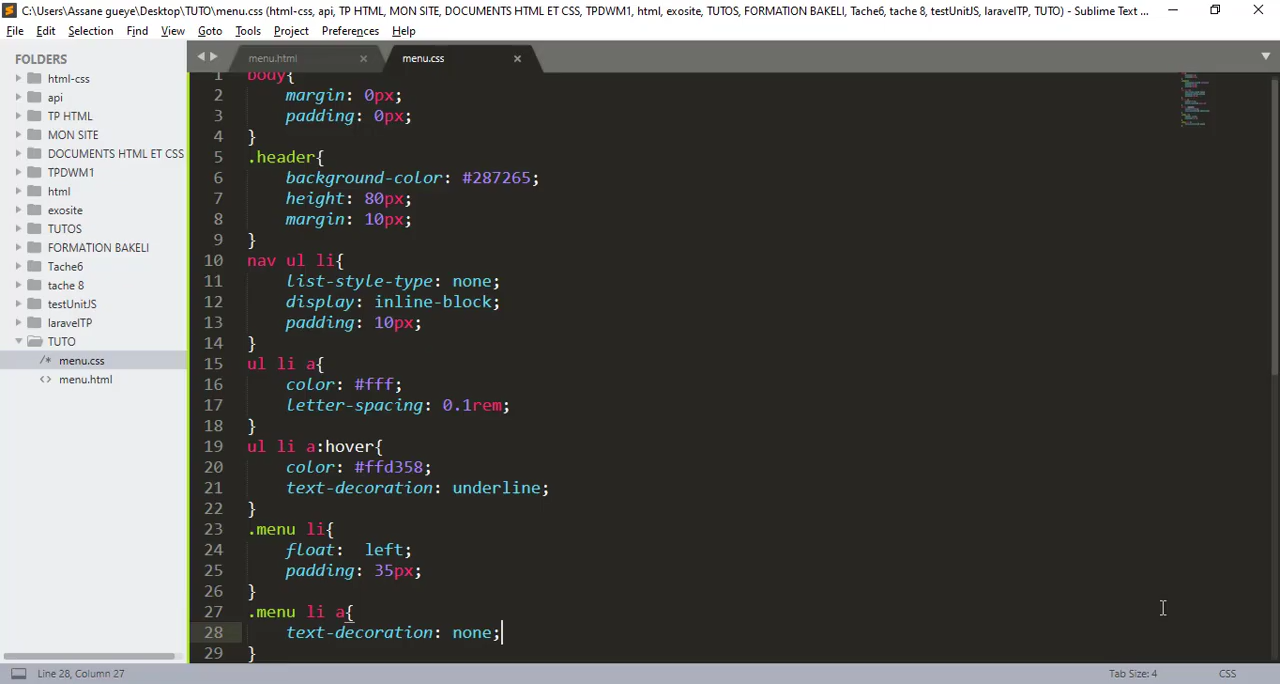 C:\Users\Assane gueye\Desktop\TUTO\menu.css (html-css, api, TP HTML, MON SITE, DOCUMENTS HTML ET CSS, TPDWM1, html, exosite, TUTOS, FORMATION BAKELI, Tache6, tache 8, testUnitJS, laravelTP, TUTO) - Sublime Text ...
File Edit Selection Find View Goto Tools Project Preferences Help
FOLDERS
html-css
api
TP HTML
MON SITE
DOCUMENTS HTML ET CSS
TPDWM1
html
exosite
TUTOS
FORMATION BAKELI
Tache6
tache 8
testUnitJS
laravelTP
TUTO
/* menu.css
<> menu.html
menu.html × menu.css ×
1 body{
2 margin: 0px;
3 padding: 0px;
4 }
5 .header{
6 background-color: #287265;
7 height: 80px;
8 margin: 10px;
9 }
10 nav ul li{
11 list-style-type: none;
12 display: inline-block;
13 padding: 10px;
14 }
15 ul li a{
16 color: #fff;
17 letter-spacing: 0.1rem;
18 }
19 ul li a:hover{
20 color: #ffd358;
21 text-decoration: underline;
22 }
23 .menu li{
24 float:  left;
25 padding: 35px;
26 }
27 .menu li a{
28 text-decoration: none;
29 }
Line 28, Column 27 Tab Size: 4 CSS